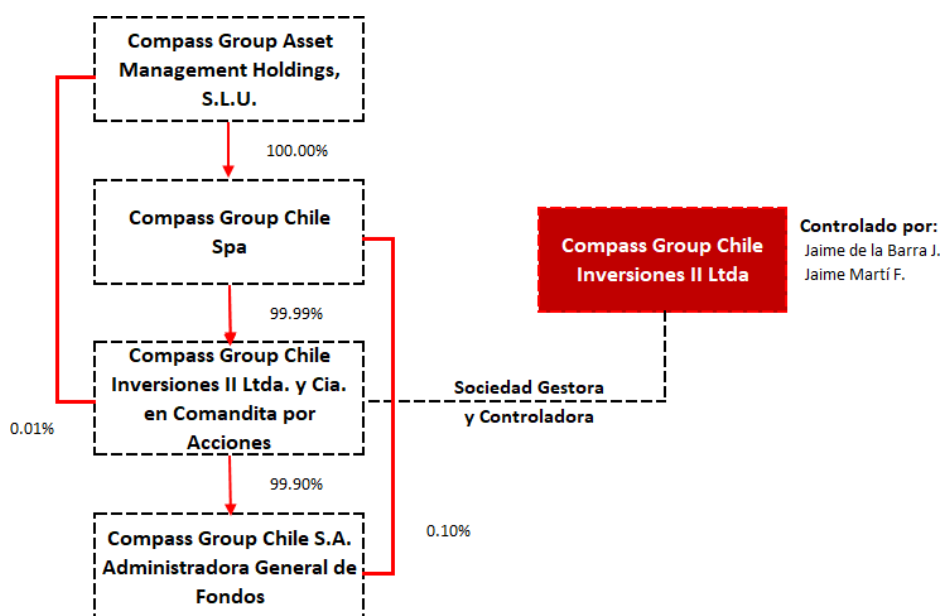 Compass Group Asset
Management Holdings,
S.L.U.
100.00%
Compass Group Chile
Spa
99.99%
Compass Group Chile
Inversiones II Ltda. y Cia.
en Comandita por
Acciones
0.01%
99.90%
Compass Group Chile S.A.
Administradora General de
Fondos
0.10%
Sociedad Gestora
y Controladora
Compass Group Chile
Inversiones II Ltda
Controlado por:
Jaime de la Barra J.
Jaime Martí F.